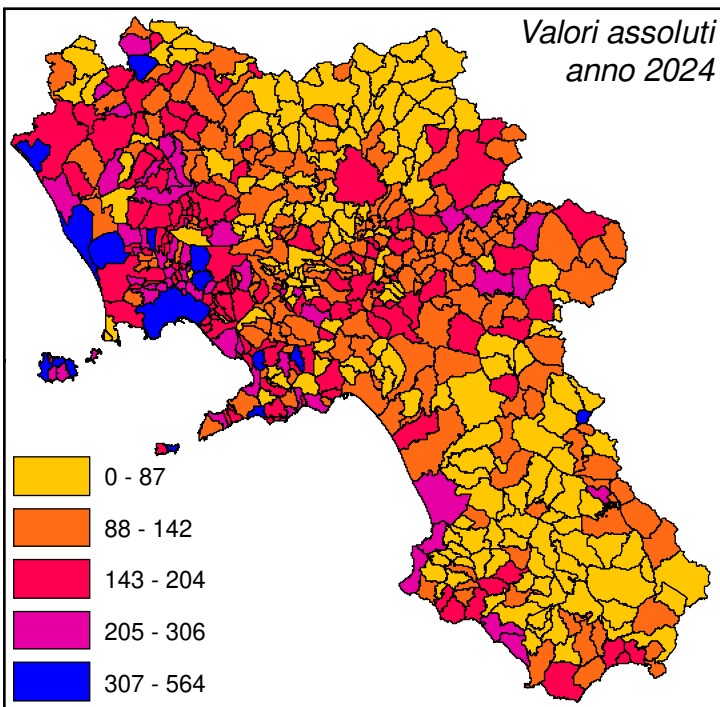 Valori assoluti
anno 2024
0 - 87
88 - 142
143 - 204
205 - 306
307 - 564